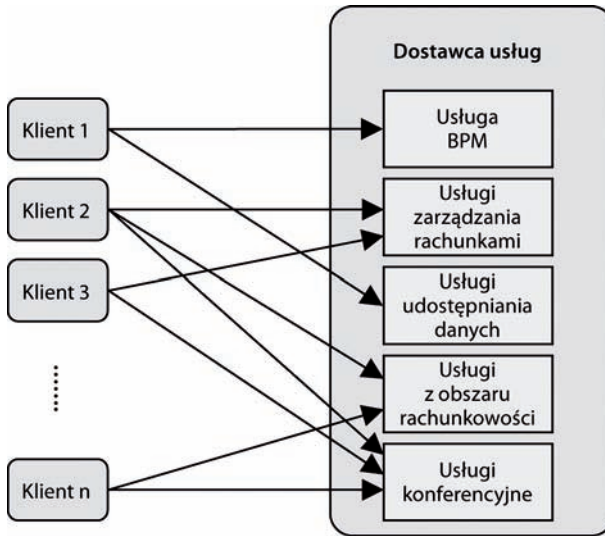 Dostawca usług
Klient 1
Klient 2
Klient 3
Klient n
Usługa
BPM
Usługi
zarządzania
rachunkami
Usługi
udostępniania
danych
Usługi
z obszaru
rachunkowości
Usługi
konferencyjne